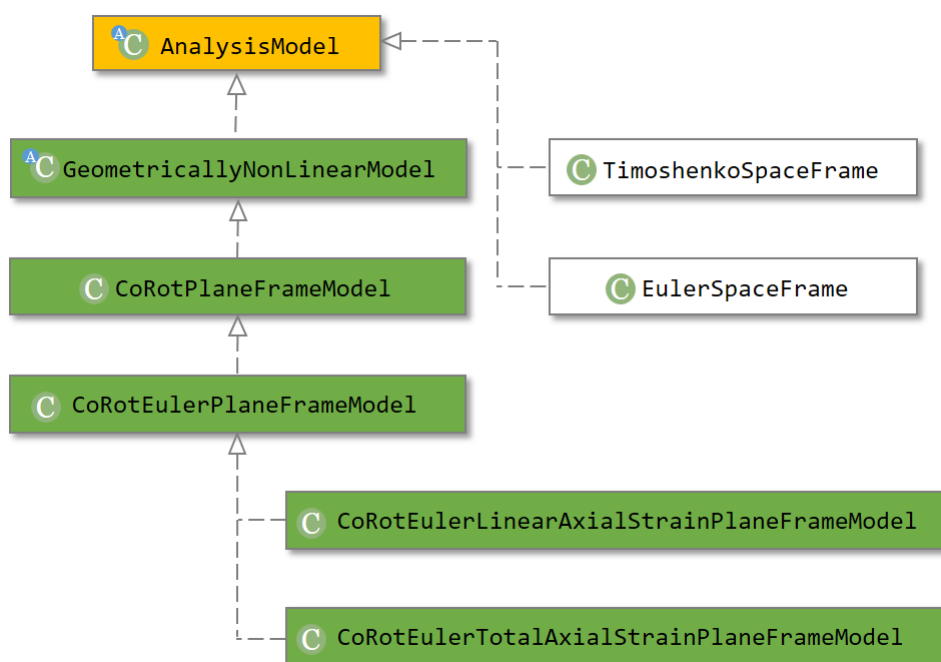 A C AnalysisModel
A C GeometricallyNonLinearModel
C TimoshenkoSpaceFrame
C CoRotPlaneFrameModel
C EulerSpaceFrame
C CoRotEulerPlaneFrameModel
C CoRotEulerLinearAxialStrainPlaneFrameModel
C CoRotEulerTotalAxialStrainPlaneFrameModel